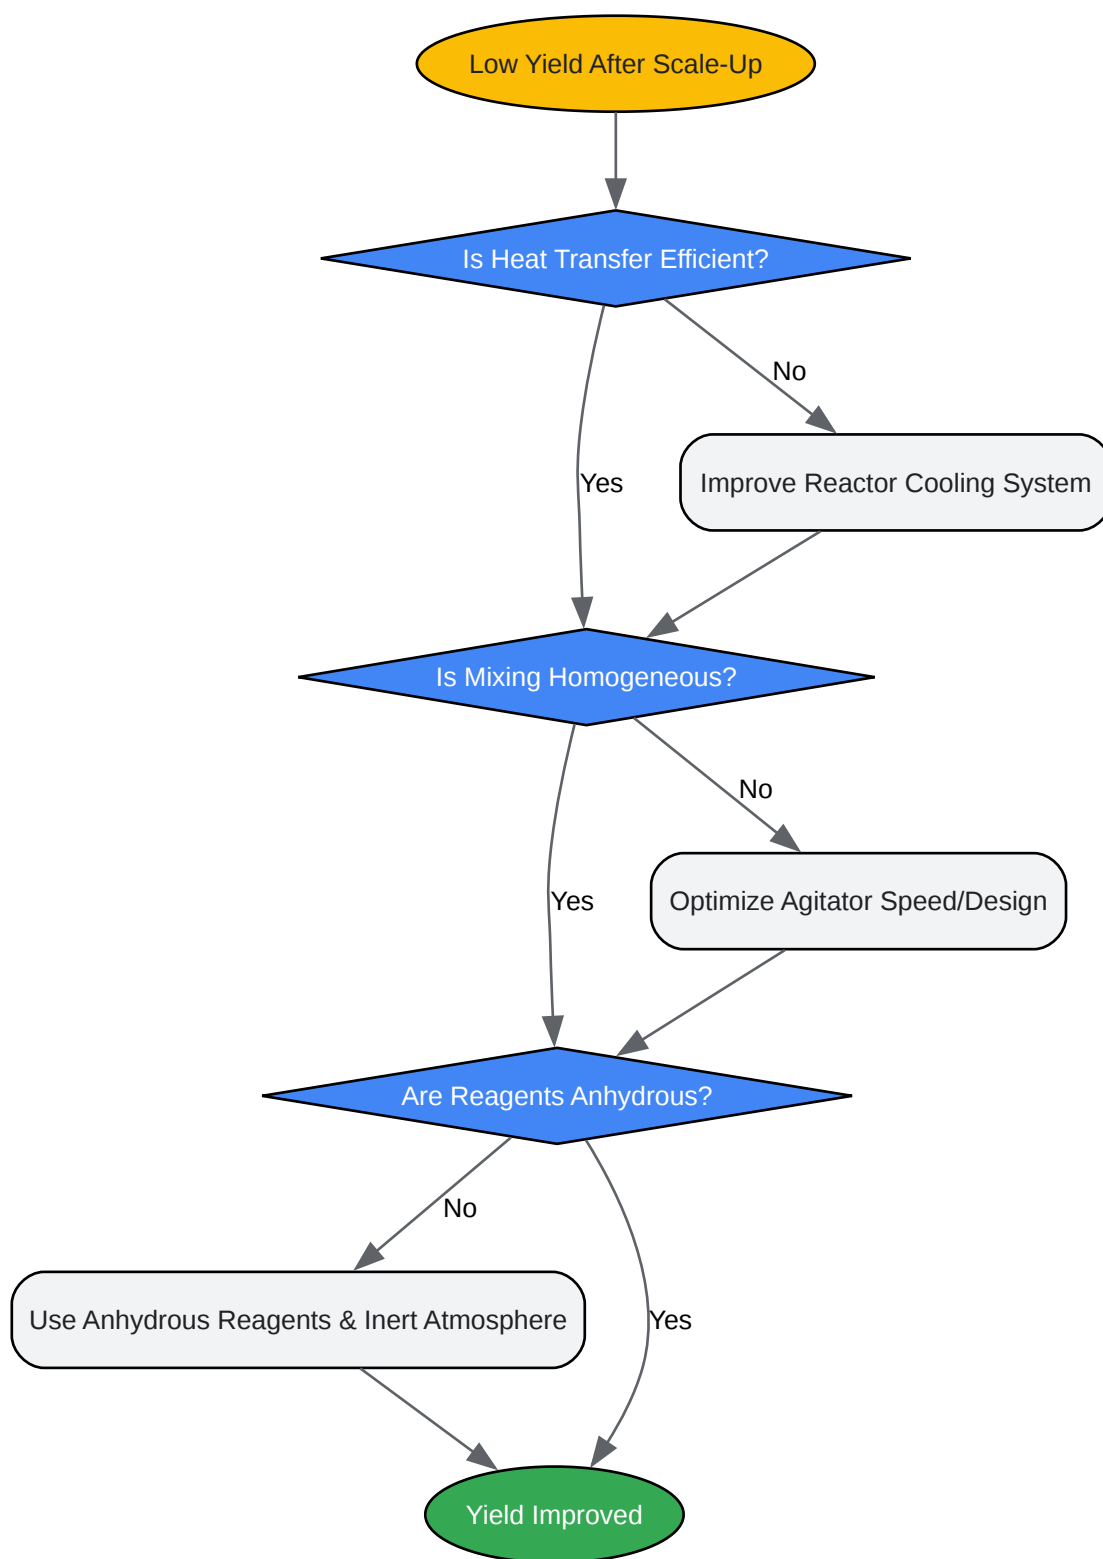 Low Yield After Scale-Up
Is Heat Transfer Efficient?
No
Yes
Improve Reactor Cooling System
Is Mixing Homogeneous?
No
Yes
Optimize Agitator Speed/Design
Are Reagents Anhydrous?
No
Use Anhydrous Reagents & Inert Atmosphere
Yes
Yield Improved